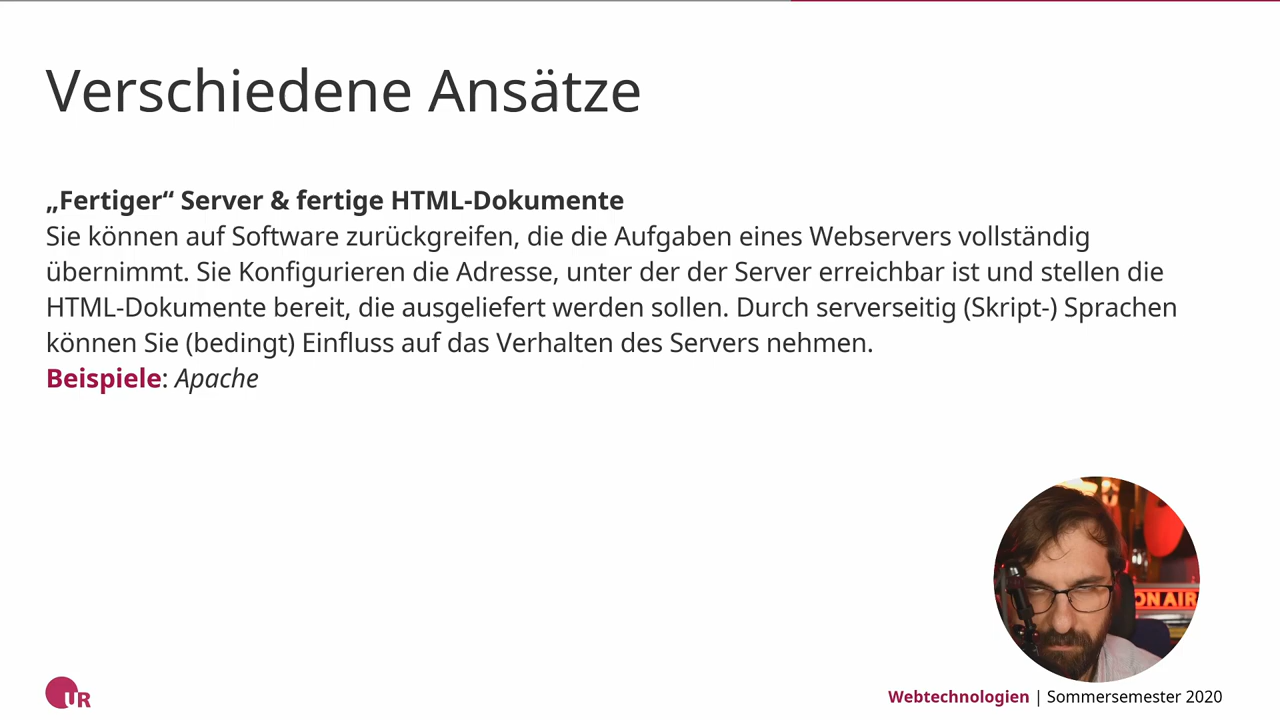 Verschiedene Ansätze
„Fertiger“ Server & fertige HTML-Dokumente
Sie können auf Software zurückgreifen, die die Aufgaben eines Webservers vollständig
übernimmt. Sie Konfigurieren die Adresse, unter der der Server erreichbar ist und stellen die
HTML-Dokumente bereit, die ausgeliefert werden sollen. Durch serverseitig (Skript-) Sprachen
können Sie (bedingt) Einfluss auf das Verhalten des Servers nehmen.
Beispiele: Apache
ON AIR
UR
Webtechnologien | Sommersemester 2020